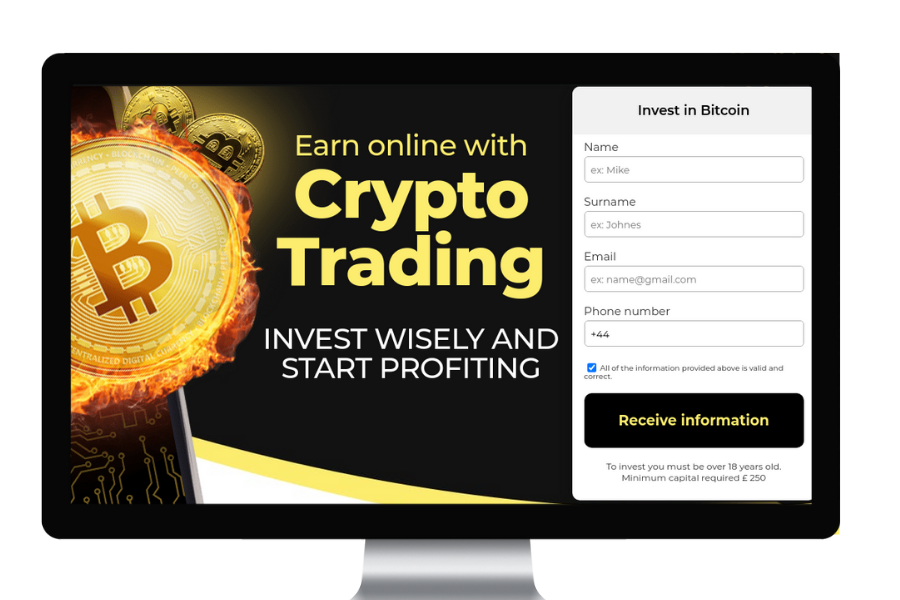 Earn online with
Crypto
Trading
INVEST WISELY AND
START PROFITING
Invest in Bitcoin
Name
ex: Mike
Surname
ex: Johnes
Email
ex: name@gmail.com
Phone number
+44
All of the information provided above is valid and
correct.
Receive information
To invest you must be over 18 years old.
Minimum capital required £ 250